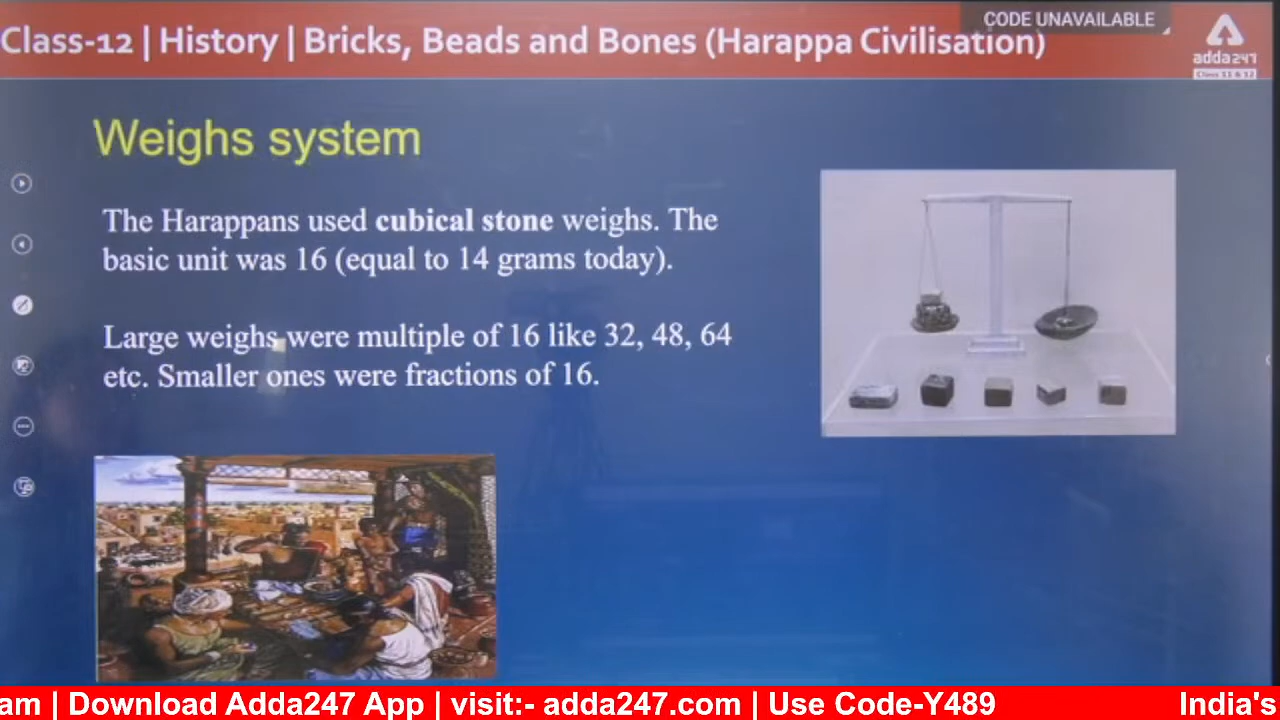 CODE UNAVAILABLE
Class-12 | History | Bricks, Beads and Bones (Harappa Civilisation)
adda247
Class 11 & 12
Weighs system
The Harappans used cubical stone weighs. The
basic unit was 16 (equal to 14 grams today).
Large weighs were multiple of 16 like 32, 48, 64
etc. Smaller ones were fractions of 16.
am | Download Adda247 App | visit:- adda247.com | Use Code-Y489
India's